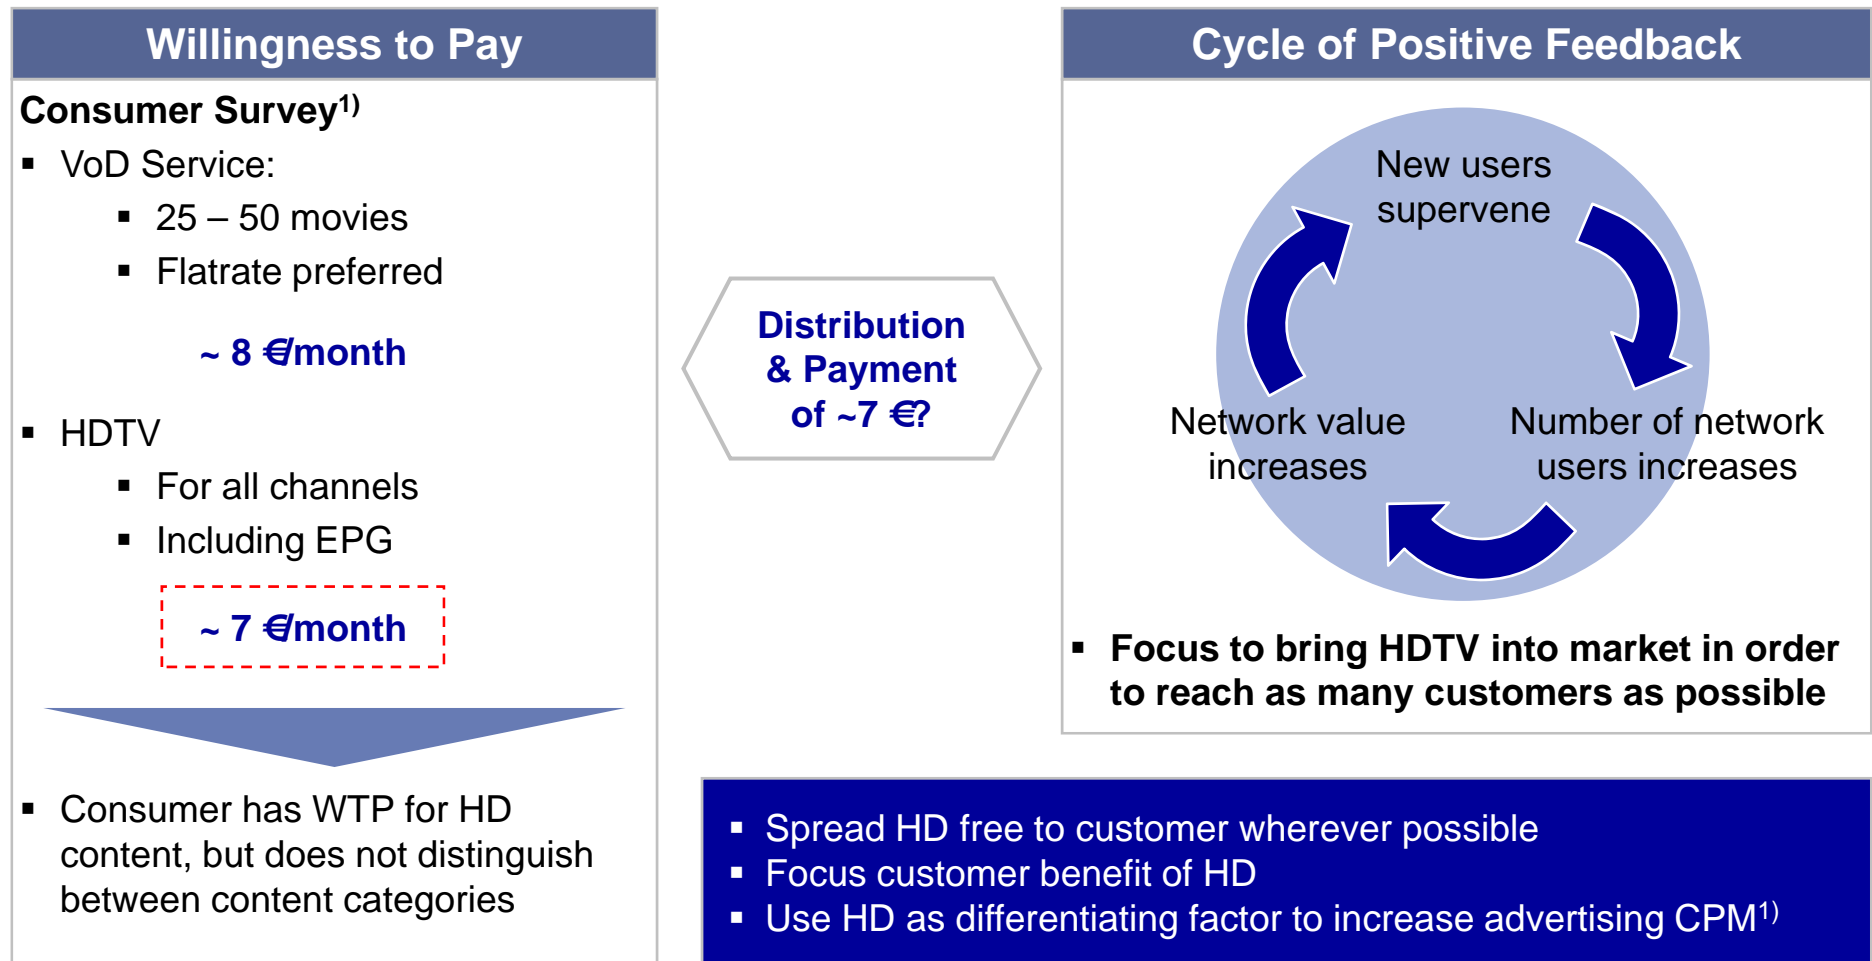 Willingness to Pay
Consumer Survey1)
▪ VoD Service:
▪ 25 – 50 movies
▪ Flatrate preferred
~ 8 €/month
▪ HDTV
▪ For all channels
▪ Including EPG
~ 7 €/month
▪ Consumer has WTP for HD
content, but does not distinguish
between content categories
Distribution
& Payment
of ~7 €?
Cycle of Positive Feedback
New users
supervene
Number of network
users increases
Network value
increases
▪ Focus to bring HDTV into market in order
to reach as many customers as possible
▪ Spread HD free to customer wherever possible
▪ Focus customer benefit of HD
▪ Use HD as differentiating factor to increase advertising CPM1)